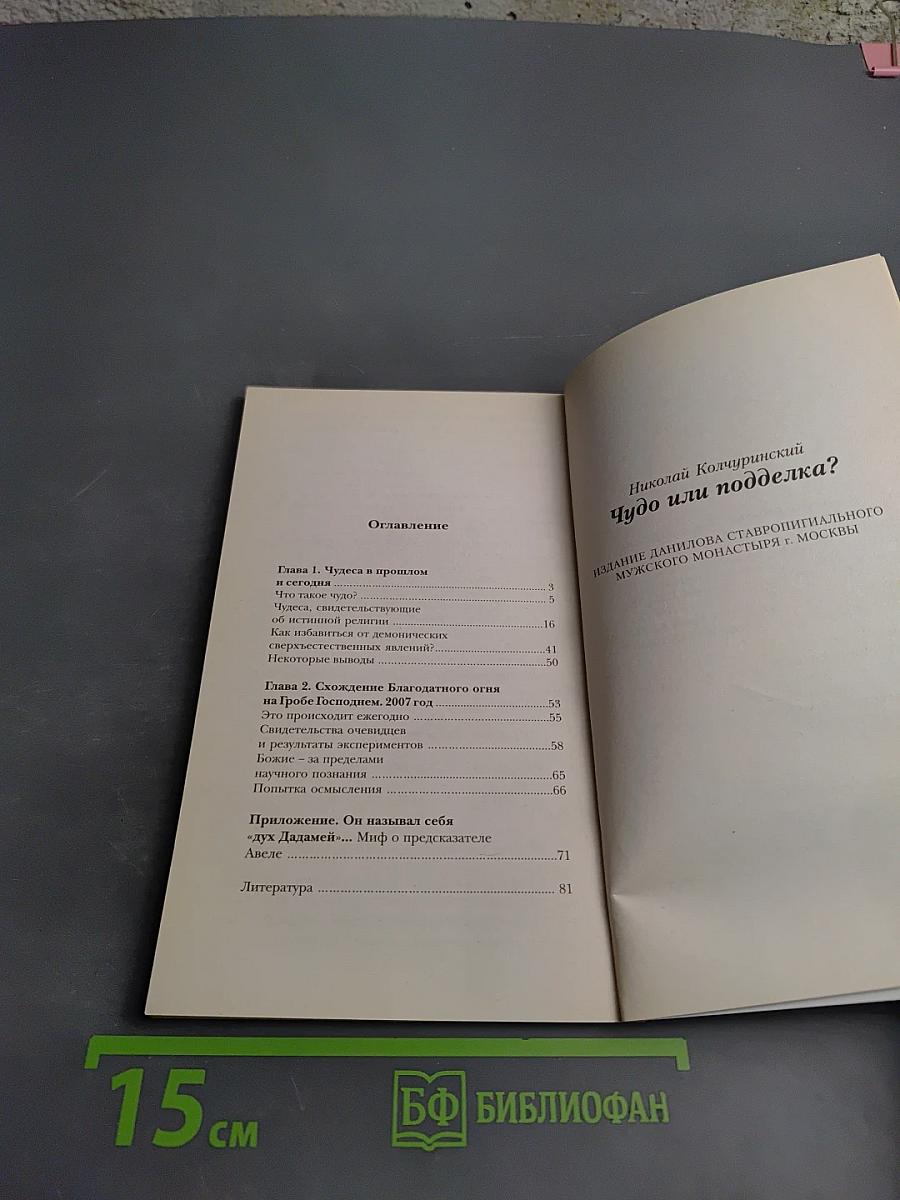 Оглавление
Глава 1. Чудеса в прошлом
и сегодня ........ 3
Что такое чудо? ........ 5
Чудеса, свидетельствующие
об истинной религии ........ 16
Как избавиться от демонических
сверхъестественных явлений? ........ 41
Некоторые выводы ........ 50
Глава 2. Схождение Благодатного огня
на Гробе Господнем. 2007 год ........ 53
Это происходит ежегодно ........ 55
Свидетельства очевидцев
и результаты экспериментов ........ 58
Божие – за пределами
научного познания ........ 65
Попытка осмысления ........ 66
Приложение. Он называл себя
«дух Дадамей»... Миф о предсказателе
Авеле ........ 71
Литература ........ 81
Николай Колчуринский
Чудо или подделка?
ИЗДАНИЕ ДАНИЛОВА СТАВРОПИГИАЛЬНОГО
МУЖСКОГО МОНАСТЫРЯ г. МОСКВЫ
15 см
БФ БИБЛИОФАН